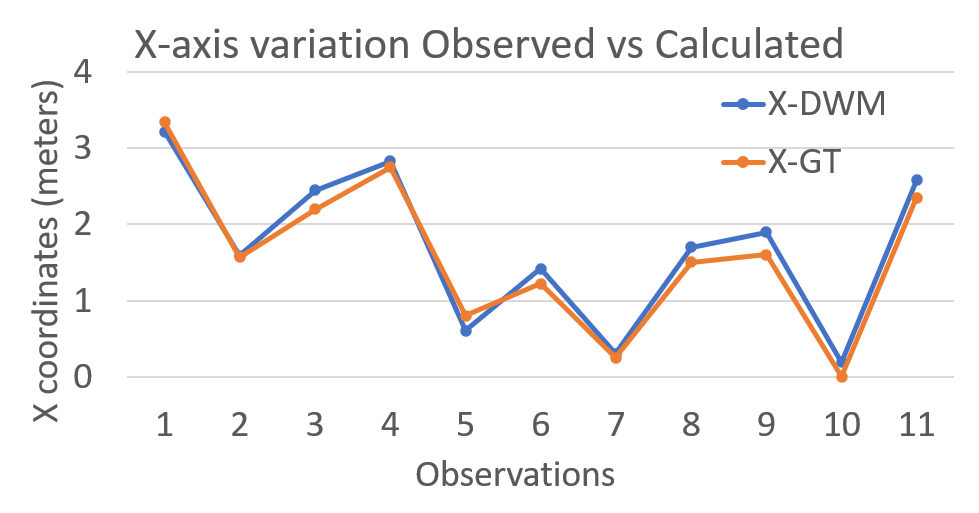 X-axis variation Observed vs Calculated
4
3
2
1
0
X coordinates (meters)
X-DWM
X-GT
1 2 3 4 5 6 7 8 9 10 11
Observations